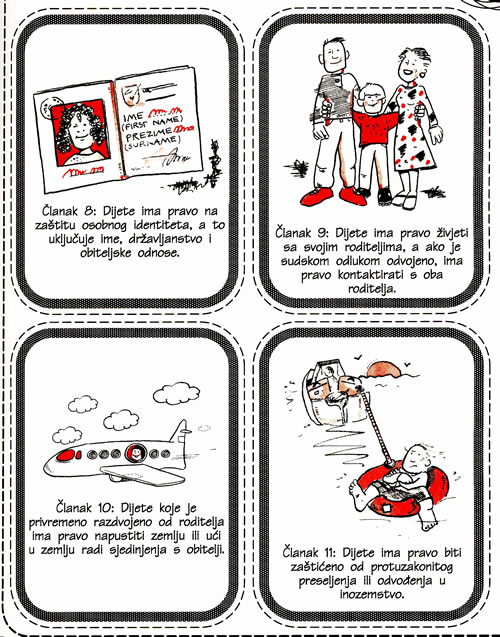 IME
(FIRST NAME)
PREZIME
(SURNAME)
Članak 8: Dijete ima pravo na
zaštitu osobnog identiteta, a to
uključuje ime, državljanstvo i
obiteljske odnose.
Članak 9: Dijete ima pravo živjeti
sa svojim roditeljima, a ako je
sudskom odlukom odvojeno, ima
pravo kontaktirati s oba
roditelja.
Članak 10: Dijete koje je
privremeno razdvojeno od roditelja
ima pravo napustiti zemlju ili ući
u zemlju radi sjedinjenja s obitelji.
Članak 11: Dijete ima pravo biti
zaštićeno od protuzakonitog
preseljenja ili odvođenja u
inozemstvo.